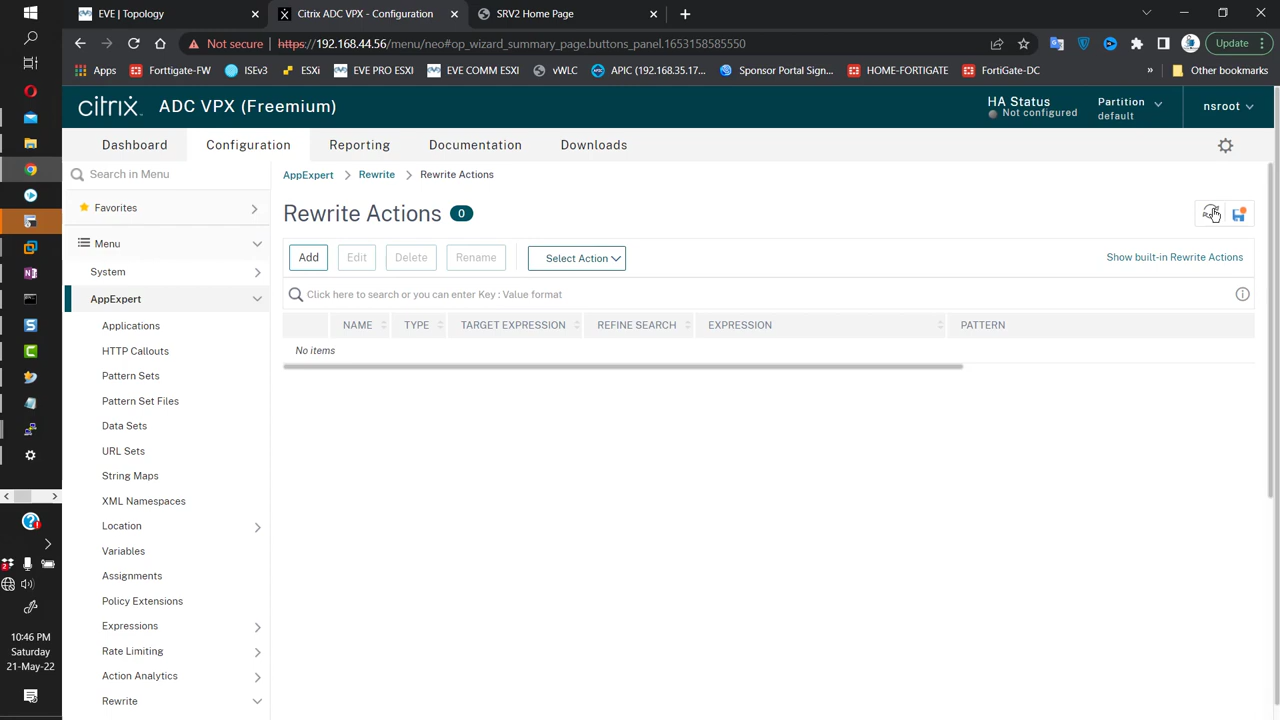 EVE | Topology
Citrix ADC VPX - Configuration
SRV2 Home Page
Not secure
https://192.168.44.56/menu/neo#op_wizard_summary_page.buttons_panel.1653158585550
Update
Apps
Forttigate-FW
ISEv3
ESXi
EVE PRO ESXI
EVE COMM ESXI
vWLC
APIC (192.168.35.17...
Sponsor Portal Sign...
HOME-FORTIGATE
FortiGate-DC
»
Other bookmarks
citrix
ADC VPX (Freemium)
HA Status
Not configured
Partition
default
nsroot
Dashboard
Configuration
Reporting
Documentation
Downloads
Search in Menu
Favorites
Menu
System
AppExpert
Applications
HTTP Callouts
Pattern Sets
Pattern Set Files
Data Sets
URL Sets
String Maps
XML Namespaces
Location
Variables
Assignments
Policy Extensions
Expressions
Rate Limiting
Action Analytics
Rewrite
AppExpert
Rewrite
Rewrite Actions
Rewrite Actions 0
Add
Edit
Delete
Rename
Select Action
Show built-in Rewrite Actions
Click here to search or you can enter Key : Value format
NAME
TYPE
TARGET EXPRESSION
REFINE SEARCH
EXPRESSION
PATTERN
No items
10:46 PM
Saturday
21-May-22